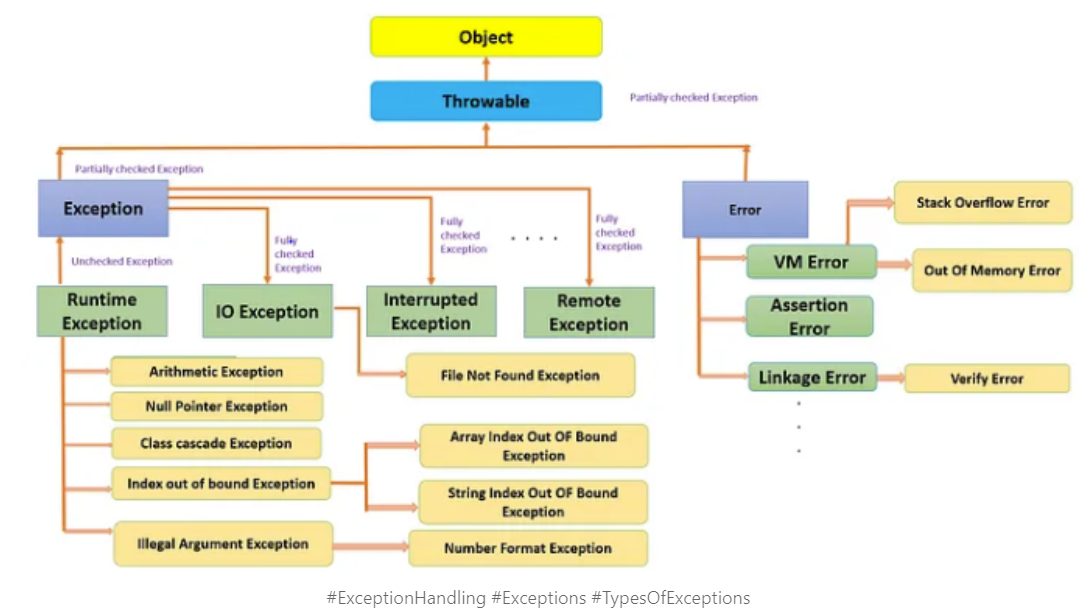 Object
Throwable
Partially checked Exception
Partially checked Exception
Exception
Error
Stack Overflow Error
Fully
checked
Exception
Fully
checked
Exception
. . . .
Fully
checked
Exception
Unchecked Exception
VM Error
Out Of Memory Error
Runtime
Exception
IO Exception
Interrupted
Exception
Remote
Exception
Assertion
Error
Arithmetic Exception
File Not Found Exception
Linkage Error
Verify Error
Null Pointer Exception
Class cascade Exception
Array Index Out OF Bound
Exception
Index out of bound Exception
String Index Out OF Bound
Exception
Illegal Argument Exception
Number Format Exception
#ExceptionHandling #Exceptions #TypesOfExceptions